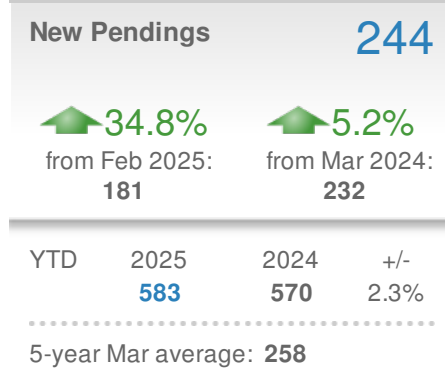 New Pendings 244
34.8% 5.2%
from Feb 2025: from Mar 2024:
181 232
YTD 2025 2024 +/-
583 570 2.3%
5-year Mar average: 258